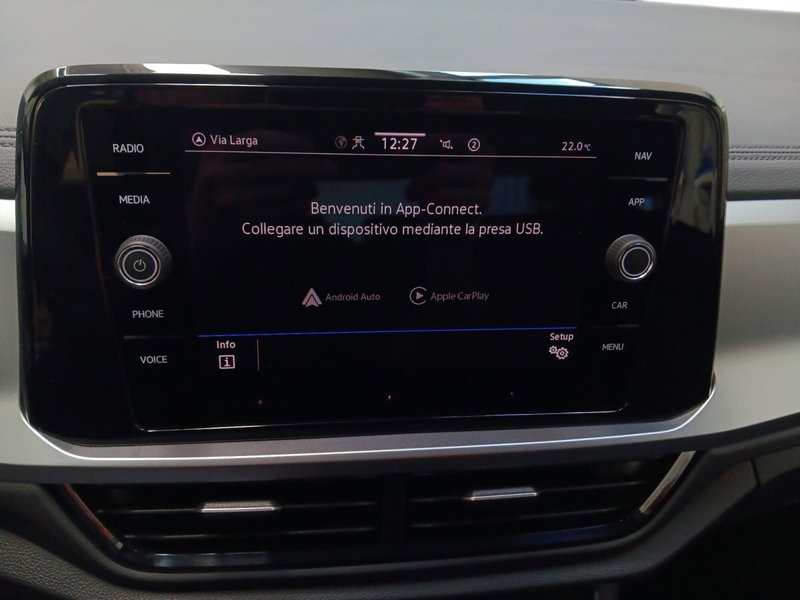 Via Larga
12:27
2
22.0°C
RADIO
MEDIA
PHONE
VOICE
Benvenuti in App-Connect.
Collegare un dispositivo mediante la presa USB.
Android Auto
Apple CarPlay
Info
Setup
NAV
APP
CAR
MENU